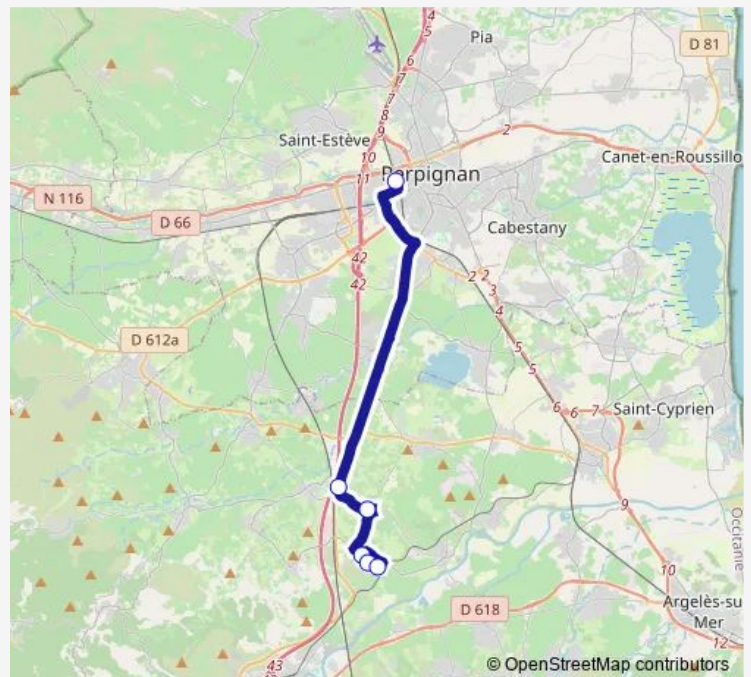 4
5
Pia
D 81
6
7
7
8
9
2
Saint-Estève
10
Canet-en-Roussillo
11
Perpignan
N 116
D 66
Cabestany
42
42
2
2
3
4
D 612a
5
5
6
6
7
Saint-Cyprien
9
Occitanie
10
D 618
Argelès-su
Mer
12
43
© OpenStreetMap contributors